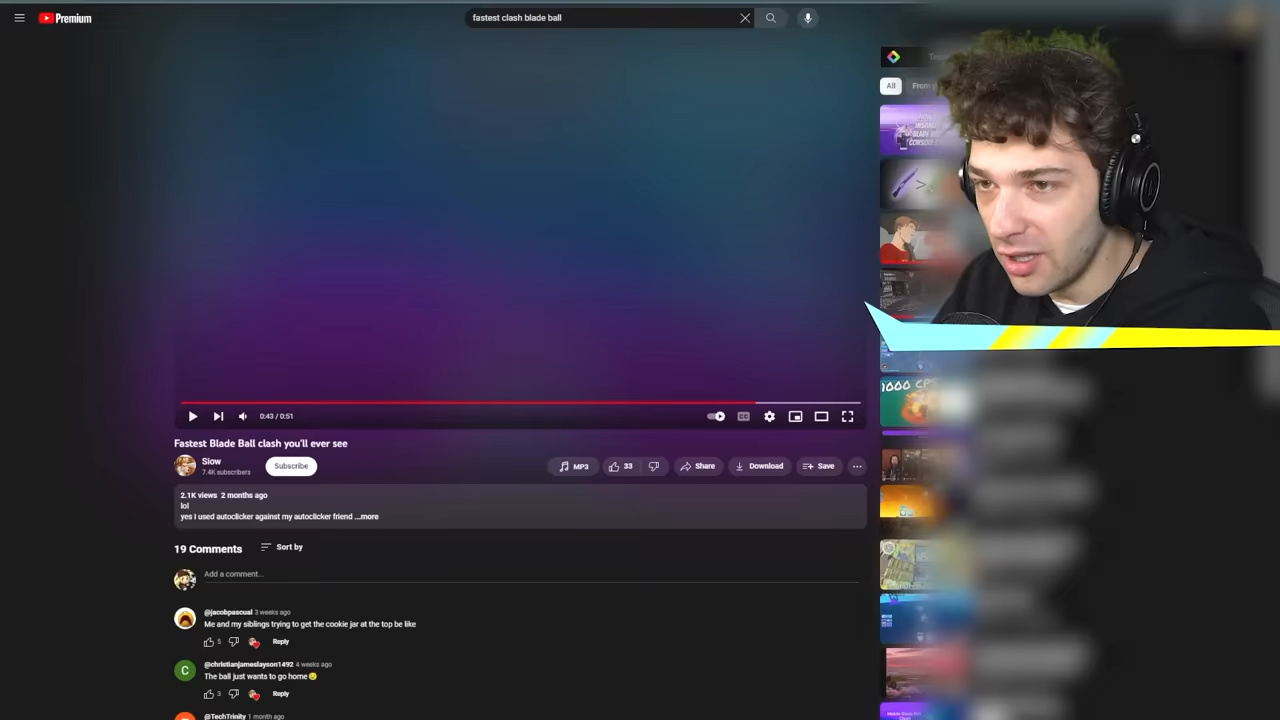 Premium
fastest clash blade ball
All
From
1000 CPS
0:43 / 0:51
CC
Fastest Blade Ball clash you'll ever see
Slow
7.4K subscribers
Subscribe
MP3
33
Share
Download
Save
2.1K views 2 months ago
lol
yes I used autoclicker against my autoclicker friend ...more
19 Comments
Sort by
Add a comment...
@jacobpascual 3 weeks ago
Me and my siblings trying to get the cookie jar at the top be like
5
Reply
@christianjameslayson1492 4 weeks ago
C
The ball just wants to go home😢
3
Reply
@TechTrinity 1 month ago